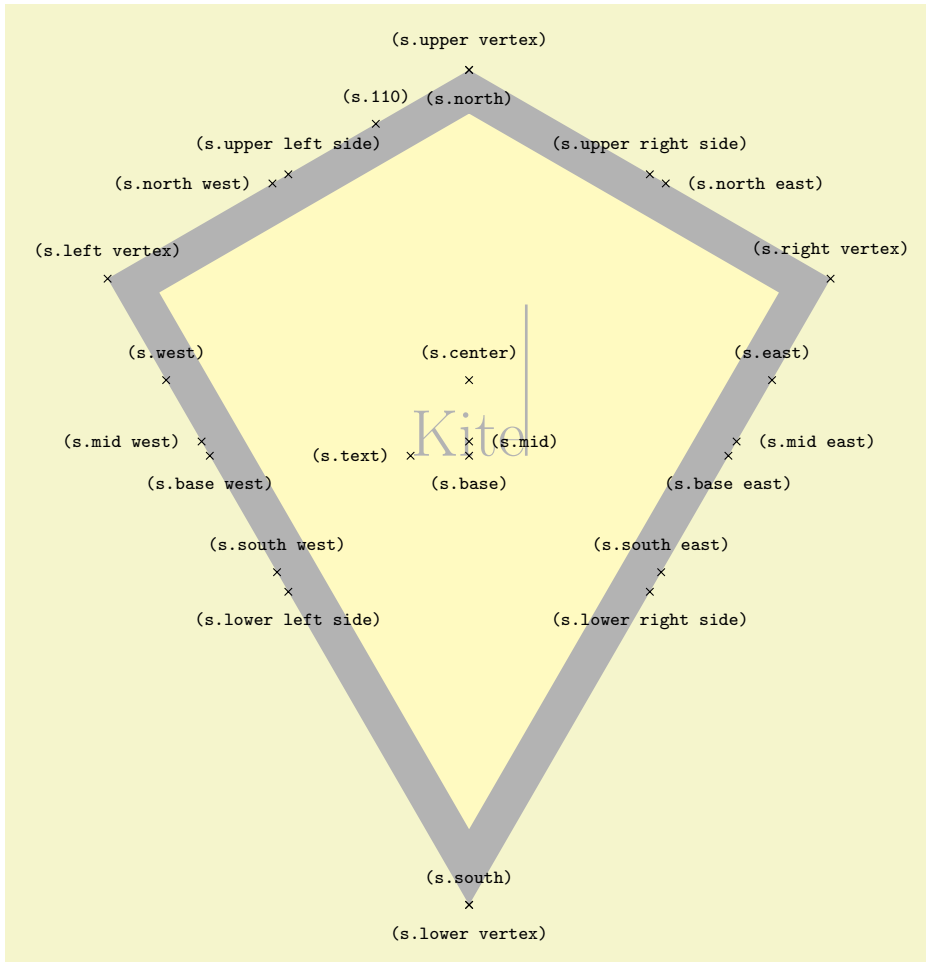 (s.upper vertex)
(s.110)
(s.north)
(s.upper left side)
(s.upper right side)
(s.north west)
(s.north east)
(s.left vertex)
(s.right vertex)
(s.west)
(s.center)
(s.east)
Kite
(s.mid west)
(s.mid)
(s.mid east)
(s.text)
(s.base west)
(s.base)
(s.base east)
(s.south west)
(s.south east)
(s.lower left side)
(s.lower right side)
(s.south)
(s.lower vertex)